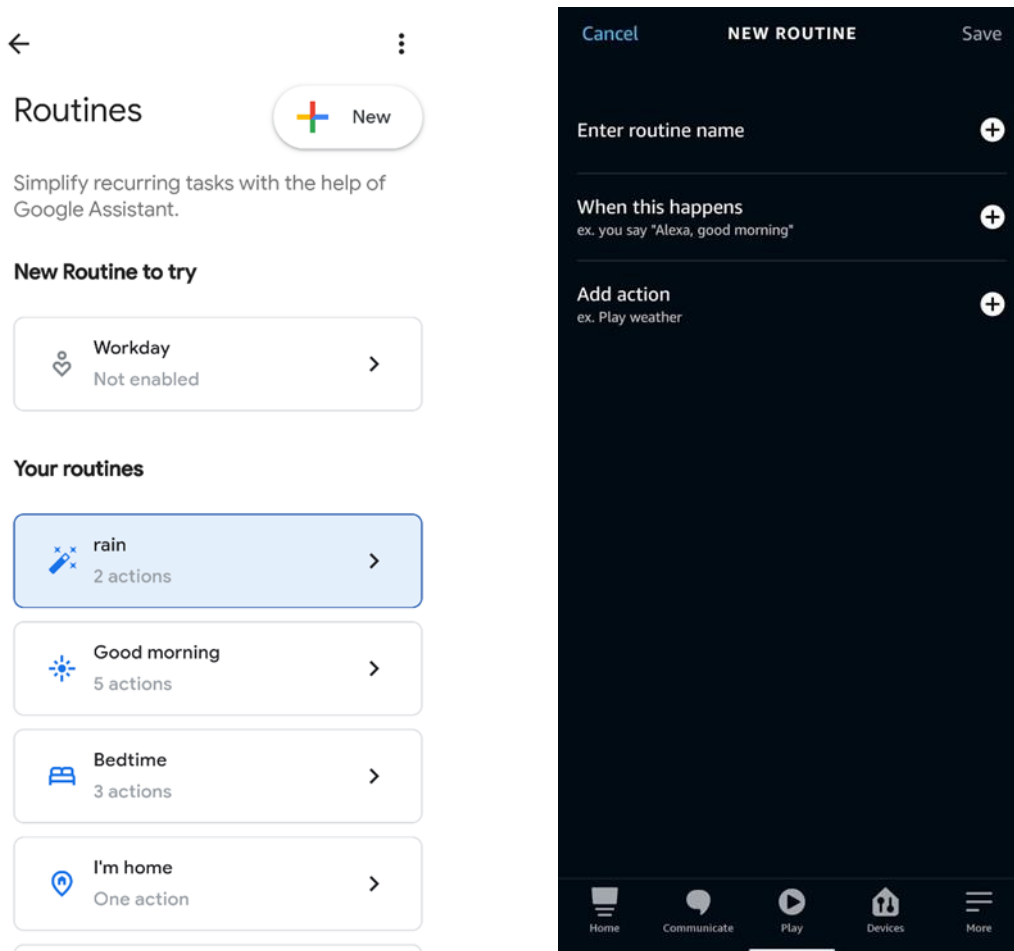 Routines
New
Simplify recurring tasks with the help of
Google Assistant.
New Routine to try
Workday
Not enabled
Your routines
rain
2 actions
Good morning
5 actions
Bedtime
3 actions
I'm home
One action
Cancel
NEW ROUTINE
Save
Enter routine name
When this happens
ex. you say "Alexa, good morning"
Add action
ex. Play weather
Home
Communicate
Play
Devices
More